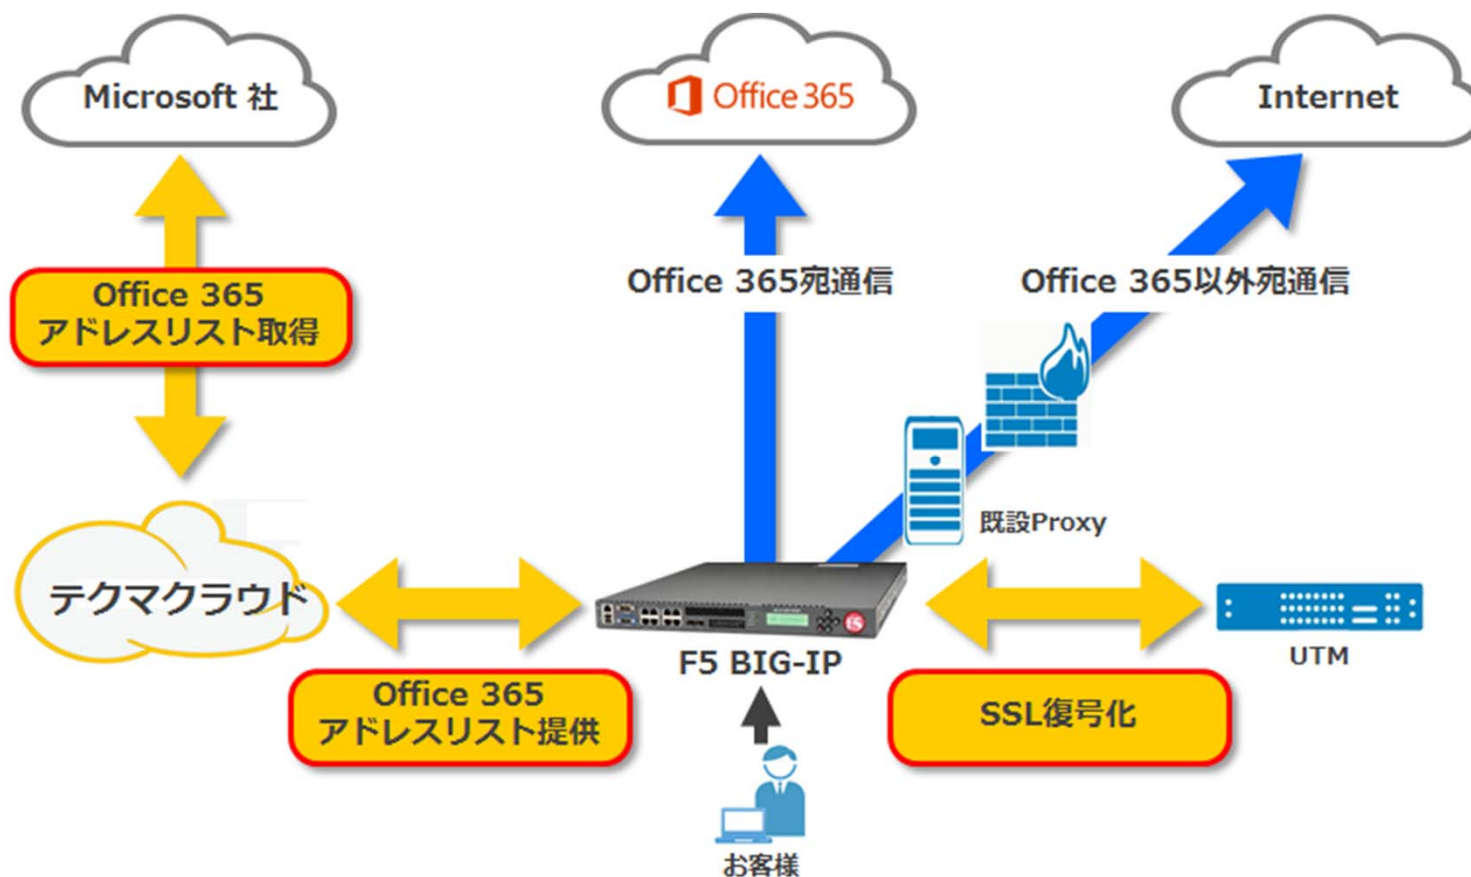 Microsoft 社
Office 365
Internet
Office 365宛通信
Office 365以外宛通信
Office 365
アドレスリスト取得
既設Proxy
テクマクラウド
f5
F5 BIG-IP
UTM
Office 365
アドレスリスト提供
SSL復号化
お客様